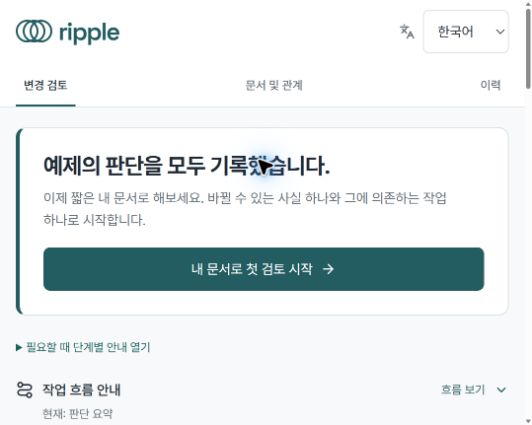 ripple
한국어
변경 검토
문서 및 관계
이력
예제의 판단을 모두 기록했습니다.
이제 짧은 내 문서로 해보세요. 바뀔 수 있는 사실 하나와 그에 의존하는 작업
하나로 시작합니다.
내 문서로 첫 검토 시작 →
▶ 필요할 때 단계별 안내 열기
작업 흐름 안내
흐름 보기
현재: 판단 요약